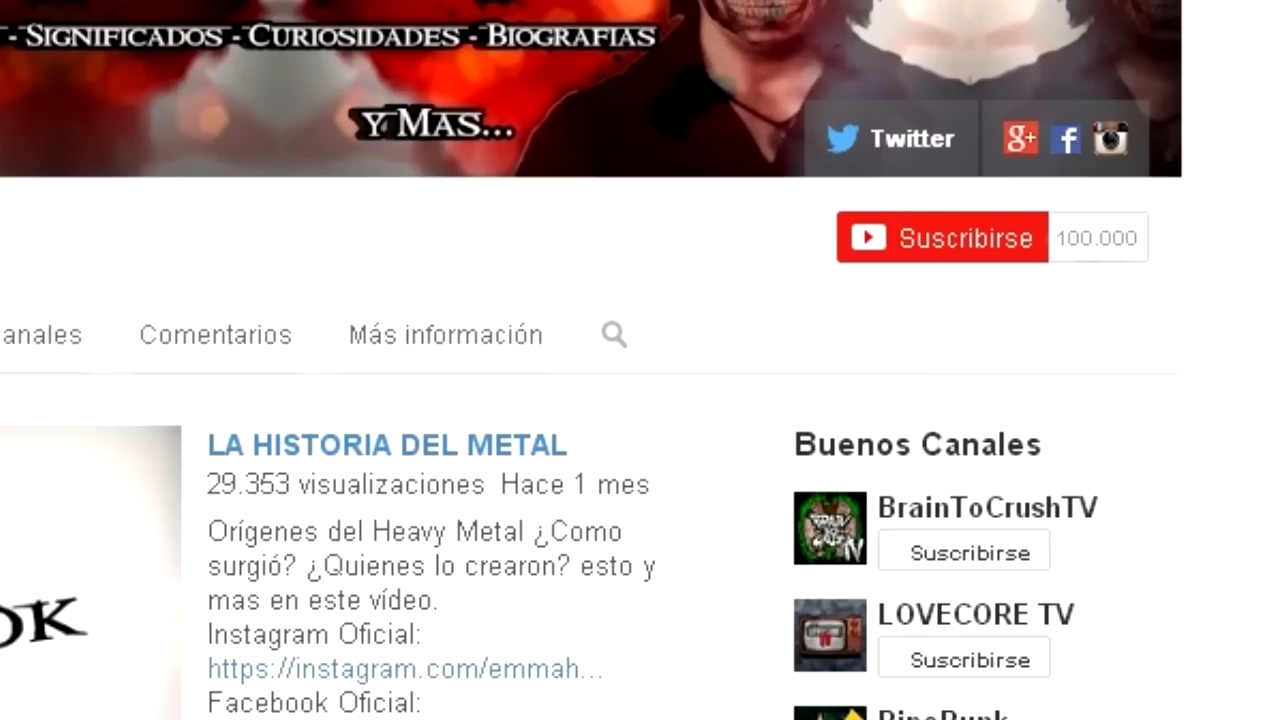 - SIGNIFICADOS - CURIOSIDADES - BIOGRAFIAS
Y MAS...
Twitter
g+ f
Suscribirse 100.000
anales Comentarios Más información
LA HISTORIA DEL METAL
29.353 visualizaciones Hace 1 mes
Orígenes del Heavy Metal ¿Como
surgió? ¿Quienes lo crearon? esto y
mas en este vídeo.
Instagram Oficial:
https://instagram.com/emmah...
Facebook Oficial:
OK
Buenos Canales
BrainToCrushTV
Suscribirse
LOVECORE TV
Suscribirse